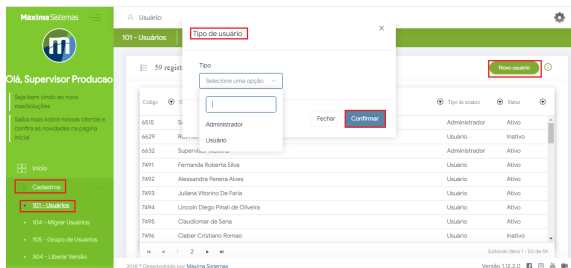 Máxima Sistemas
Usuário:
101 - Usuários
Tipo de usuário
×
Olá, Supervisor Producao
59 regist
Tipo
Selecione uma opção
Novo usuário
Seja bem vindo ao novo
maxSoluções
Saiba mais sobre nossas ofertas e
confira as novidades na página
inicial
Administrador
Usuário
Fechar
Confirmar
Código
Tipo de usuário
Status
6515 Administrador Ativo
6629 Usuário Inativo
6632 Administrador Ativo
7491 Fernanda Roberta Silva Usuário Ativo
7492 Alessandra Pereira Alves Usuário Ativo
7493 Juliana Vitorino De Faria Usuário Ativo
7494 Lincoln Diego Pinali de Oliveira Usuário Ativo
7495 Claudiomar de Sena Usuário Ativo
7496 Cleber Cristiano Romao Usuário Inativo
Início
Cadastros
101 - Usuários
104 - Migrar Usuários
105 - Grupo de Usuários
304 - Liberar Versão
1 2
Exibindo itens 1 - 50 de 59
2018 © Desenvolvido por Máxima Sistemas
Versão 1.12.2.0